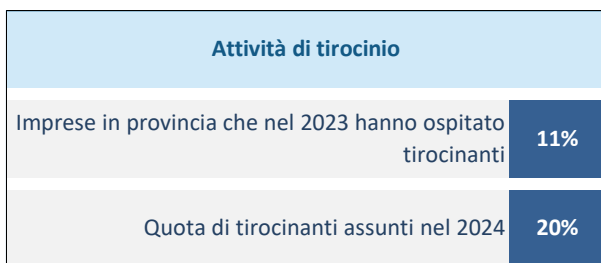 Attività di tirocinio
Imprese in provincia che nel 2023 hanno ospitato
tirocinanti
11%
Quota di tirocinanti assunti nel 2024
20%